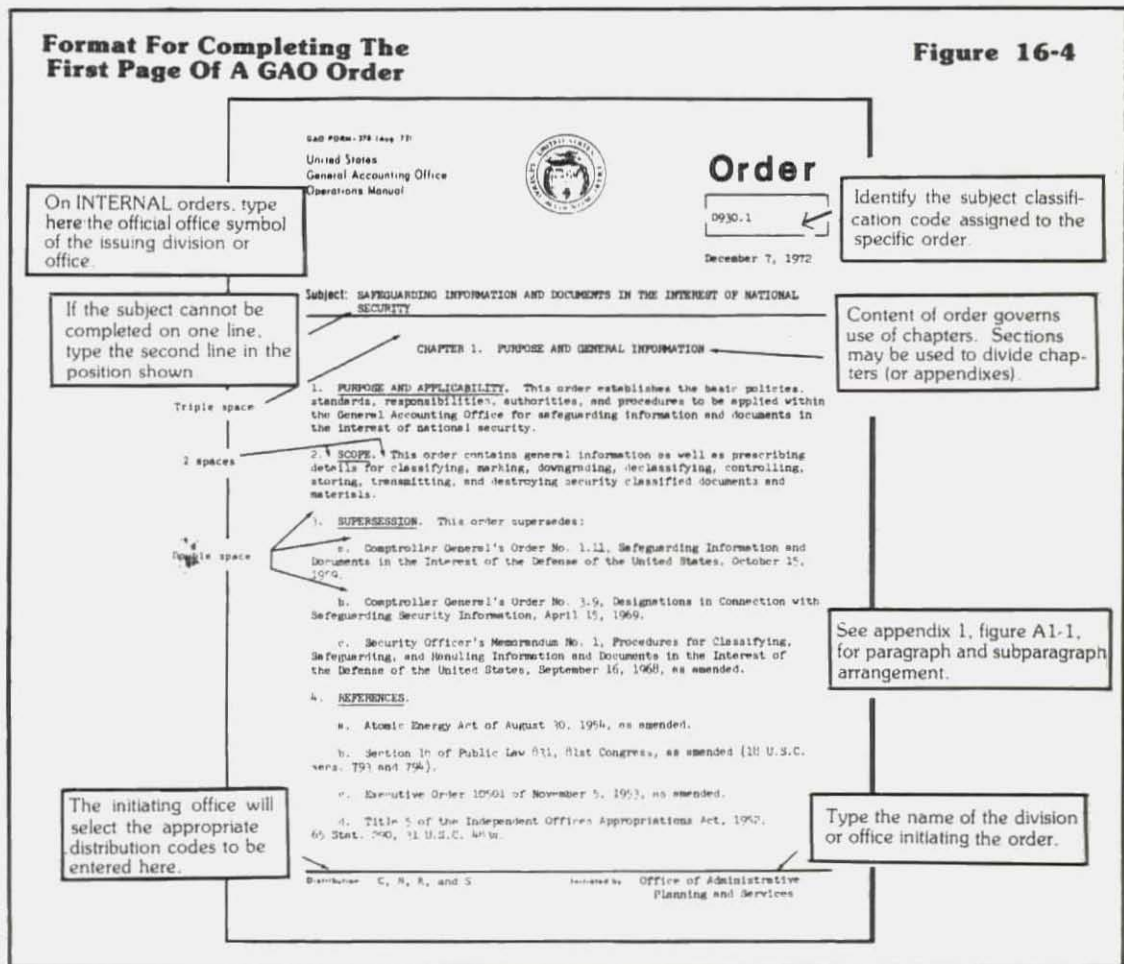 Format For Completing The
First Page Of A GAO Order
Figure 16-4
GAO FORM-378 (Aug 72)
United States
General Accounting Office
Operations Manual
Order
0930.1
December 7, 1972
On INTERNAL orders, type
here the official office symbol
of the issuing division or
office.
Identify the subject classifi-
cation code assigned to the
specific order.
If the subject cannot be
completed on one line,
type the second line in the
position shown
Subject: SAFEGUARDING INFORMATION AND DOCUMENTS IN THE INTEREST OF NATIONAL
SECURITY
Content of order governs
use of chapters. Sections
may be used to divide chap-
ters (or appendixes).
CHAPTER 1. PURPOSE AND GENERAL INFORMATION
Triple space
1. PURPOSE AND APPLICABILITY. This order establishes the basic policies,
standards, responsibilities, authorities, and procedures to be applied within
the General Accounting Office for safeguarding information and documents in
the interest of national security.
2 spaces
2. SCOPE. This order contains general information as well as prescribing
details for classifying, marking, downgrading, declassifying, controlling,
storing, transmitting, and destroying security classified documents and
materials.
Double space
3. SUPERSESSION. This order supersedes:
a. Comptroller General's Order No. 1.11, Safeguarding Information and
Documents in the Interest of the Defense of the United States, October 15,
b. Comptroller General's Order No. 3.9, Designations in Connection with
Safeguarding Security Information, April 15, 1969.
c. Security Officer's Memorandum No. 1, Procedures for Classifying,
Safeguarding, and Handling Information and Documents in the Interest of
the Defense of the United States, September 16, 1968, as amended.
See appendix 1, figure A1-1,
for paragraph and subparagraph
arrangement.
4. REFERENCES.
a. Atomic Energy Act of August 30, 1954, as amended.
b. Section of Public Law 831, 81st Congress, as amended (18 U.S.C.
secs. 793 and 794).
c. Executive Order 10501 of November 5, 1953, as amended.
d. Title 5 of the Independent Offices Appropriations Act, 1952,
65 Stat. 290, 31 U.S.C.
The initiating office will
select the appropriate
distribution codes to be
entered here.
Type the name of the division
or office initiating the order.
Distribution C, N, R, and S
Initiated by Office of Administrative
Planning and Services